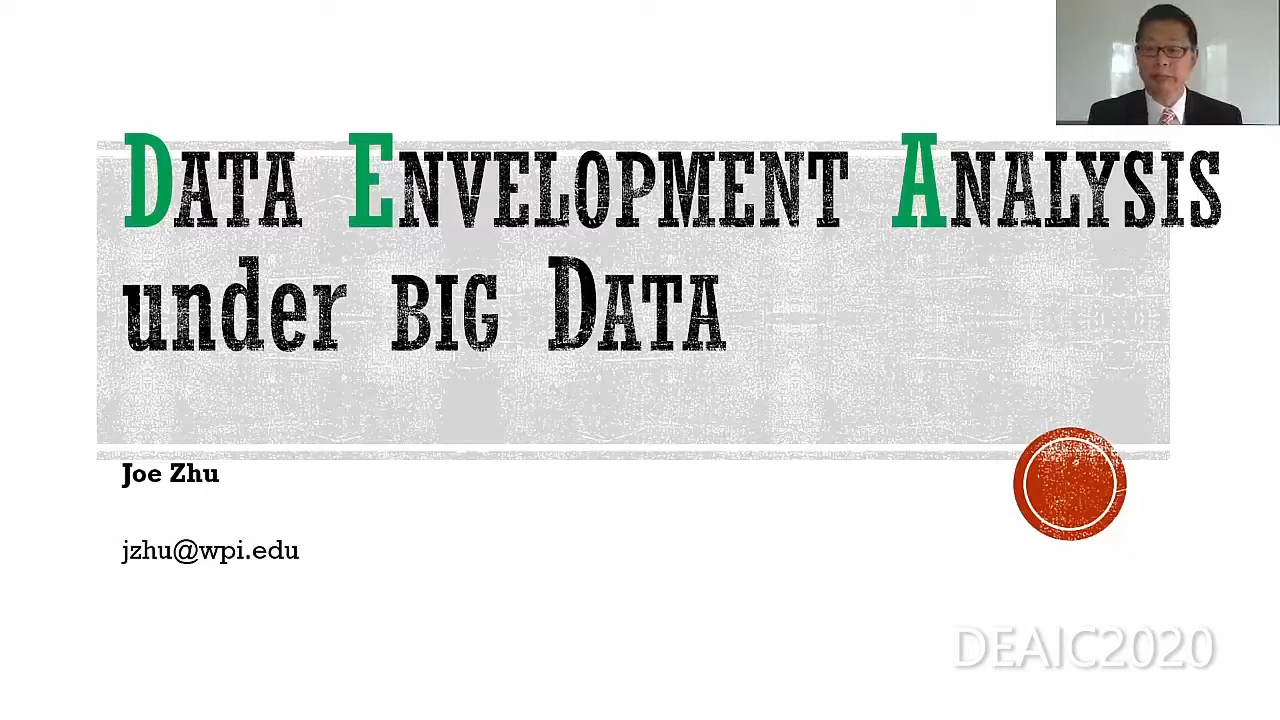 DATA ENVELOPMENT ANALYSIS
under BIG DATA
Joe Zhu
jzhu@wpi.edu
DEAIC2020